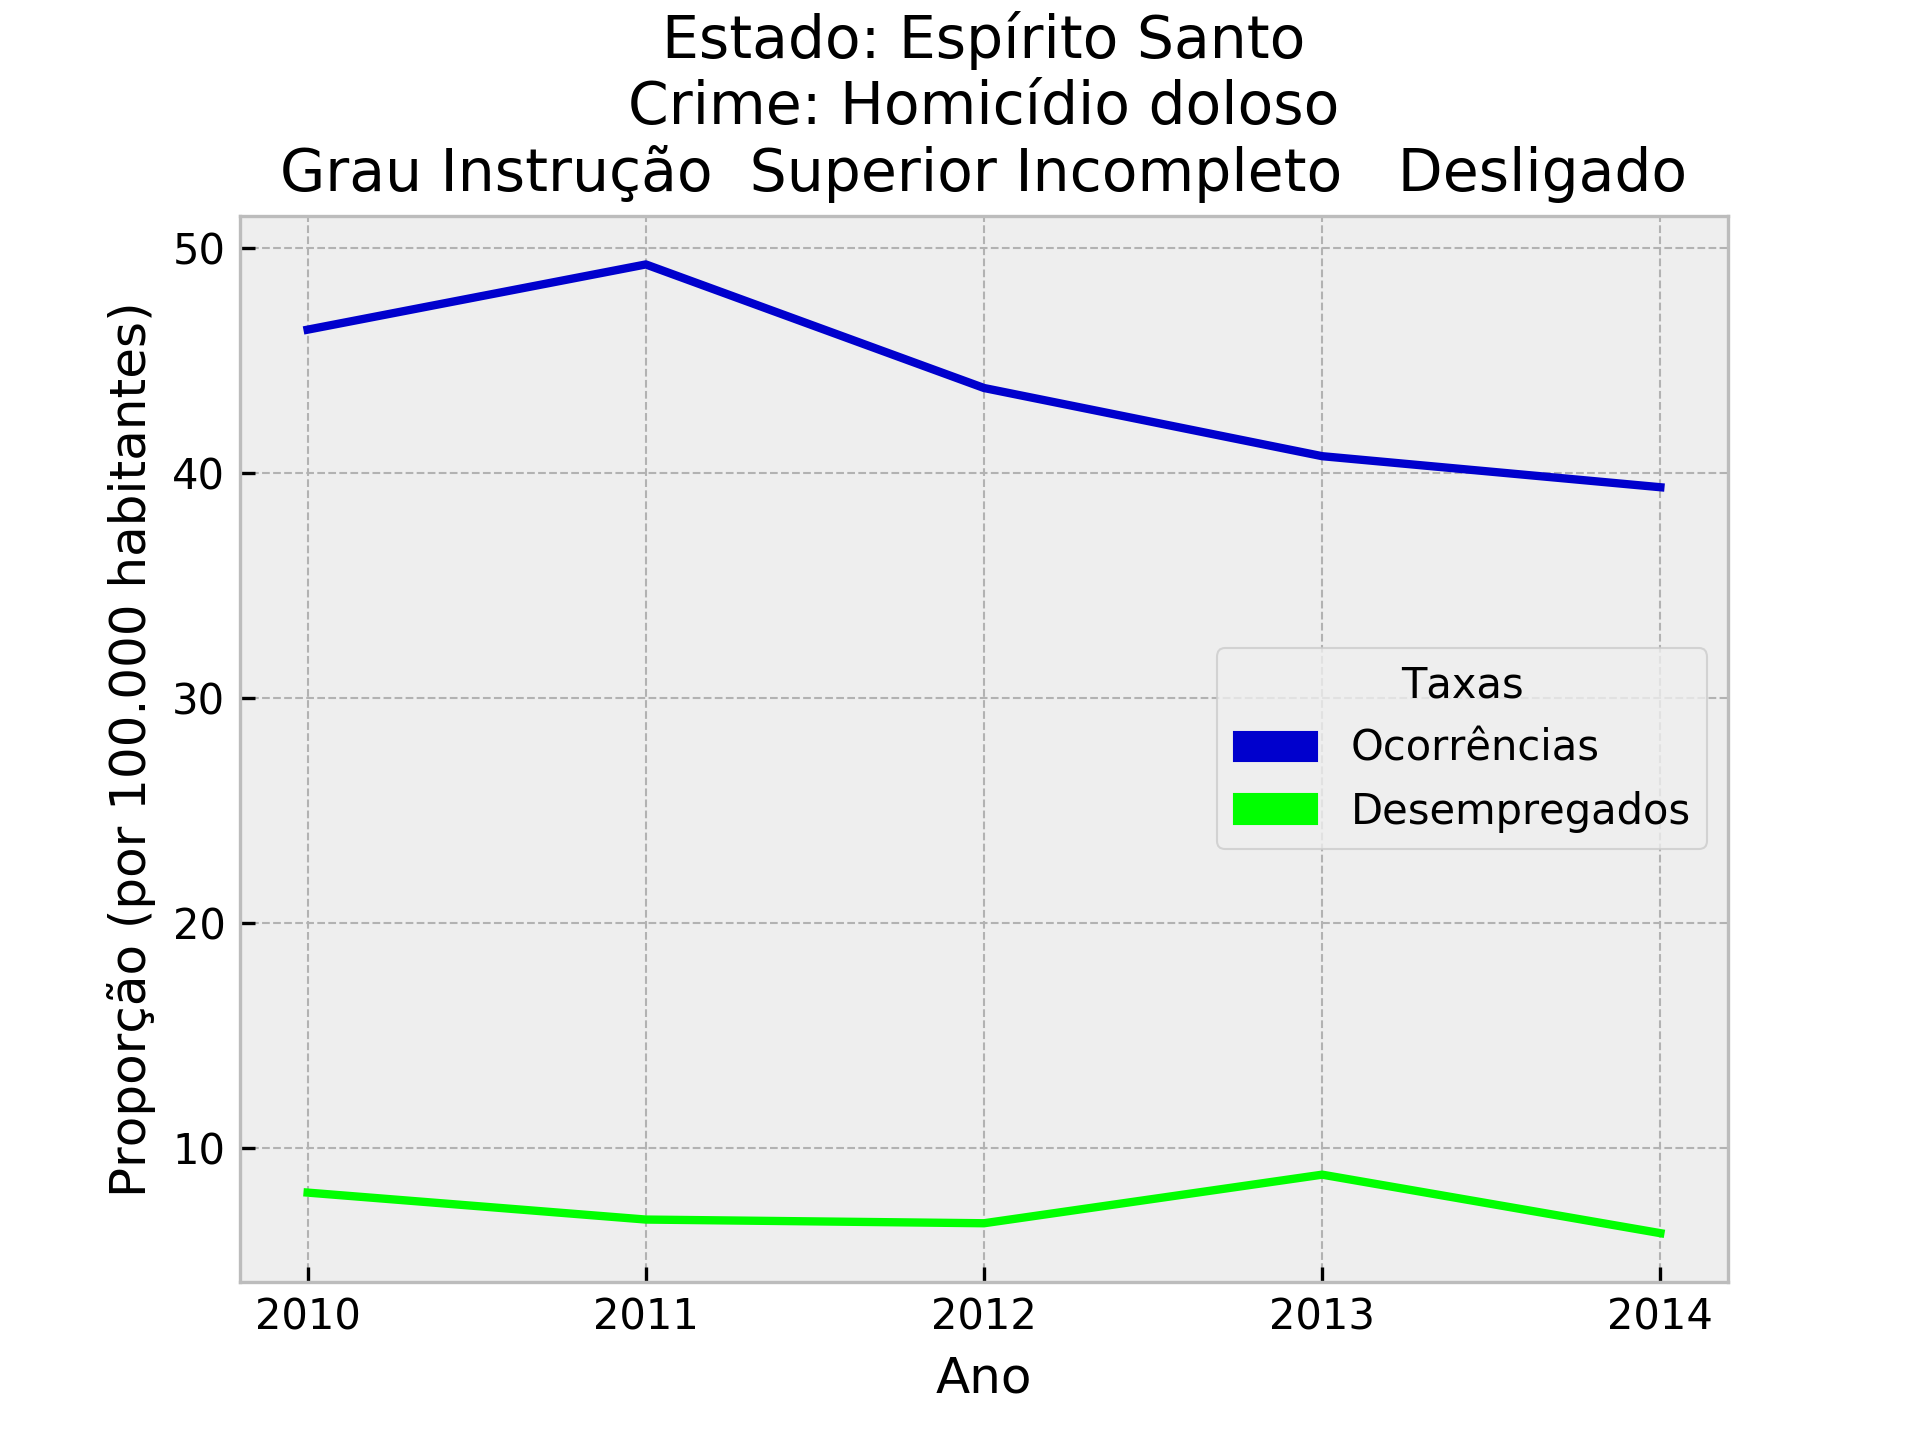 Estado: Espírito Santo
Crime: Homicídio doloso
Grau Instrução  Superior Incompleto   Desligado
Proporção (por 100.000 habitantes)
50
40
30
20
10
Taxas
Ocorrências
Desempregados
2010 2011 2012 2013 2014
Ano